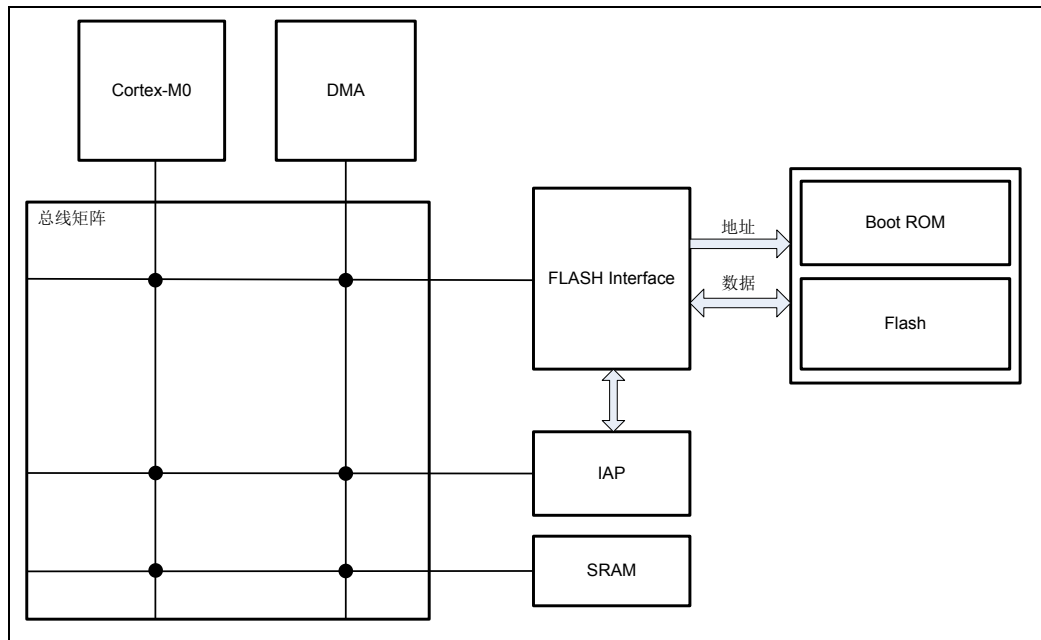 Cortex-M0
DMA
总线矩阵
FLASH Interface
地址
数据
Boot ROM
Flash
IAP
SRAM